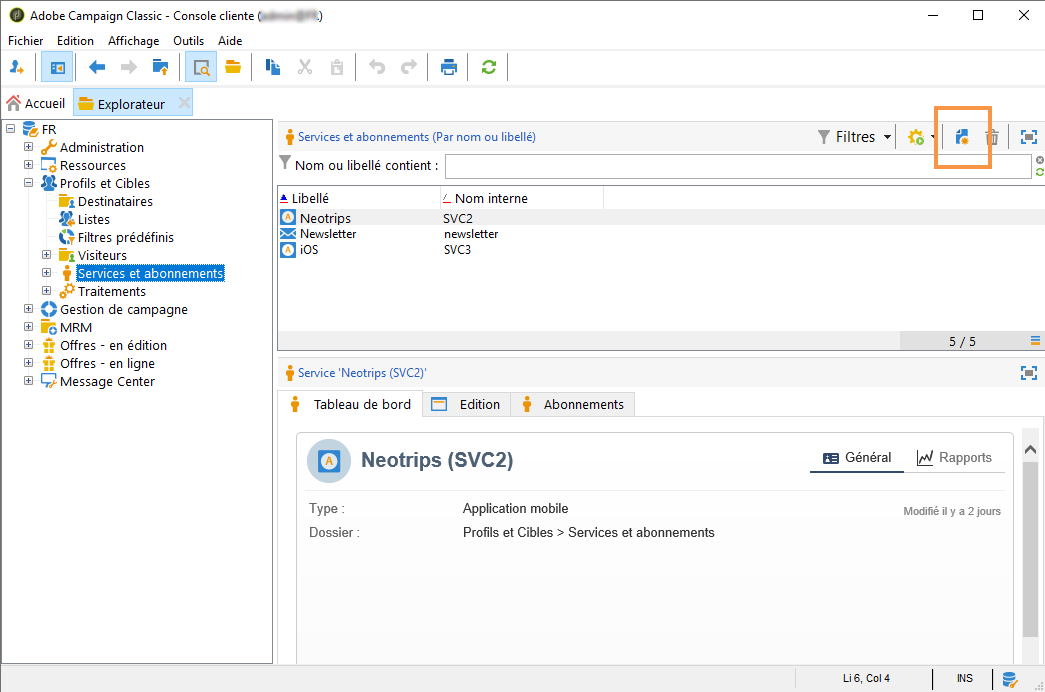 Adobe Campaign Classic - Console cliente (
Fichier Edition Affichage Outils Aide
Accueil Explorateur
FR
Administration
Ressources
Profils et Cibles
Destinataires
Listes
Filtres prédéfinis
Visiteurs
Services et abonnements
Traitements
Gestion de campagne
MRM
Offres - en édition
Offres - en ligne
Message Center
Services et abonnements (Par nom ou libellé) Filtres
Nom ou libellé contient :
Libellé Nom interne
Neotrips SVC2
Newsletter newsletter
iOS SVC3
5 / 5
Service 'Neotrips (SVC2)'
Tableau de bord Edition Abonnements
Neotrips (SVC2) Général Rapports
Type : Application mobile Modifié il y a 2 jours
Dossier : Profils et Cibles > Services et abonnements
Li 6, Col 4 INS